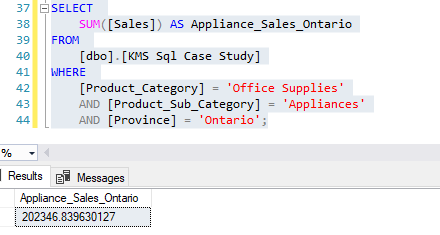 37 SELECT
38 SUM([Sales]) AS Appliance_Sales_Ontario
39 FROM
40 [dbo].[KMS Sql Case Study]
41 WHERE
42 [Product_Category] = 'Office Supplies'
43 AND [Product_Sub_Category] = 'Appliances'
44 AND [Province] = 'Ontario';
%
Results Messages
Appliance_Sales_Ontario
202346.839630127